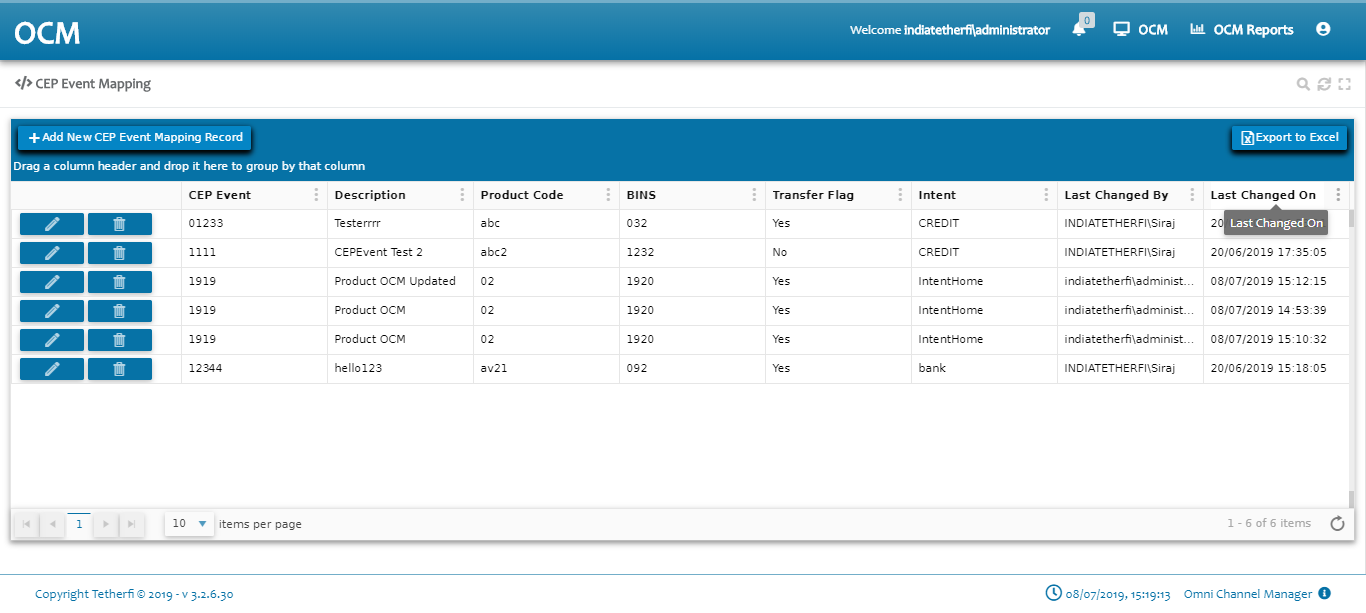 OCM
Welcome indiatetherfi\administrator
0
OCM
OCM Reports
</> CEP Event Mapping
Add New CEP Event Mapping Record
Export to Excel
Drag a column header and drop it here to group by that column
CEP Event Description Product Code BINS Transfer Flag Intent Last Changed By Last Changed On
01233 Testerrrr abc 032 Yes CREDIT INDIATETHERFI\Siraj 20
Last Changed On
1111 CEPEvent Test 2 abc2 1232 No CREDIT INDIATETHERFI\Siraj 20/06/2019 17:35:05
1919 Product OCM Updated 02 1920 Yes IntentHome indiatetherfi\administ... 08/07/2019 15:12:15
1919 Product OCM 02 1920 Yes IntentHome indiatetherfi\administ... 08/07/2019 14:53:39
1919 Product OCM 02 1920 Yes IntentHome indiatetherfi\administ... 08/07/2019 15:10:32
12344 hello123 av21 092 Yes bank INDIATETHERFI\Siraj 20/06/2019 15:18:05
1
10 items per page
1 - 6 of 6 items
Copyright Tetherfi © 2019 - v 3.2.6.30
08/07/2019, 15:19:13
Omni Channel Manager